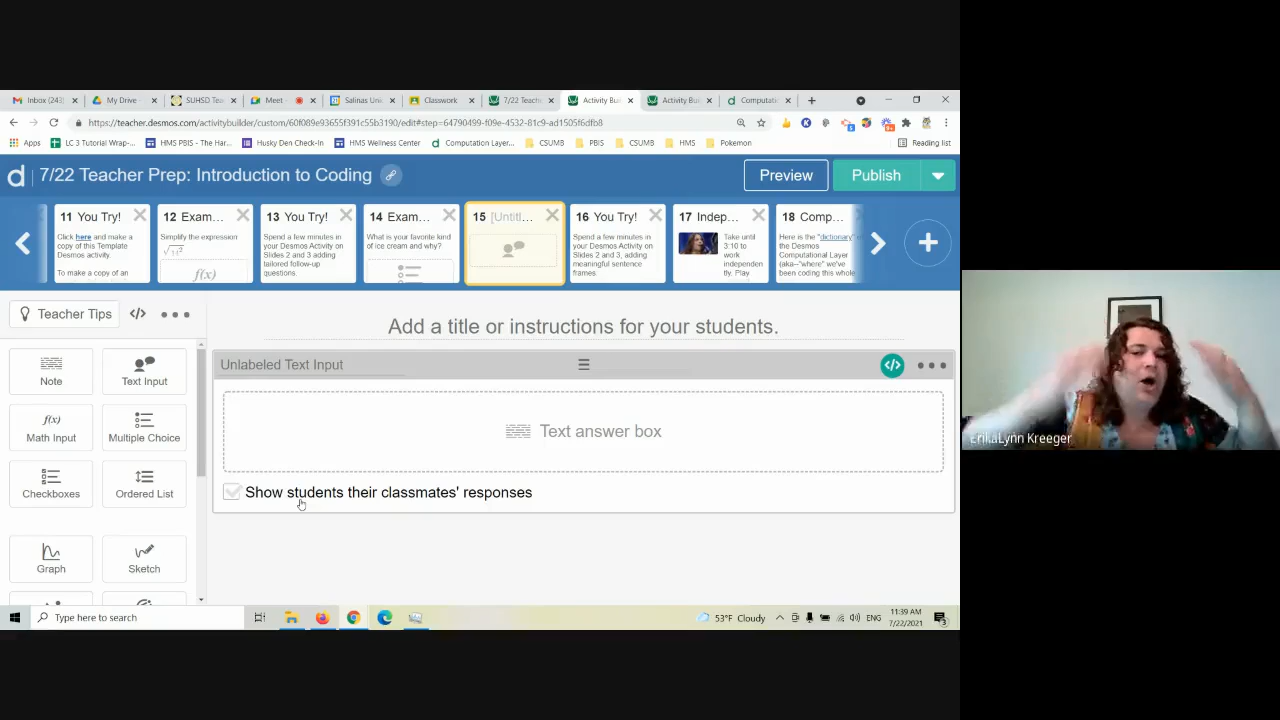 Inbox (243)
My Drive -
SUHSD Tea
Meet -
Salinas Uni
Classwork
7/22 Teach
Activity Bu
Activity Bui
Computati
https://teacher.desmos.com/activitybuilder/custom/60f089e93655f391c55b3190/edit#step=64790499-f09e-4532-81c9-ad1505f6dfb8
Apps
LC 3 Tutorial Wrap-...
HMS PBIS - The Har...
Husky Den Check-In
HMS Wellness Center
Computation Layer...
CSUMB
PBIS
CSUMB
HMS
Pokemon
Reading list
d
7/22 Teacher Prep: Introduction to Coding
Preview
Publish
11 You Try!
12 Exam...
13 You Try!
14 Exam...
15 [Untitl...
16 You Try!
17 Indep...
18 Comp...
Click here and make a
copy of this Template
Desmos activity.
To make a copy of an
Simplify the expression
f(x)
Spend a few minutes in
your Desmos Activity on
Slides 2 and 3 adding
tailored follow-up
questions.
What is your favorite kind
of ice cream and why?
Spend a few minutes in
your Desmos Activity on
Slides 2 and 3, adding
meaningful sentence
frames.
Take until
3:10 to
work
independen
tly. Play
Here is the "dictionary"
the Desmos
Computational Layer
(aka--"where" we've
been coding this whole
Teacher Tips
</>
Add a title or instructions for your students.
Note
Text Input
f(x)
Math Input
Multiple Choice
Checkboxes
Ordered List
Graph
Sketch
Unlabeled Text Input
</>
Text answer box
Show students their classmates' responses
ErikaLynn Kreeger
Type here to search
53°F Cloudy
ENG
11:39 AM
7/22/2021
3